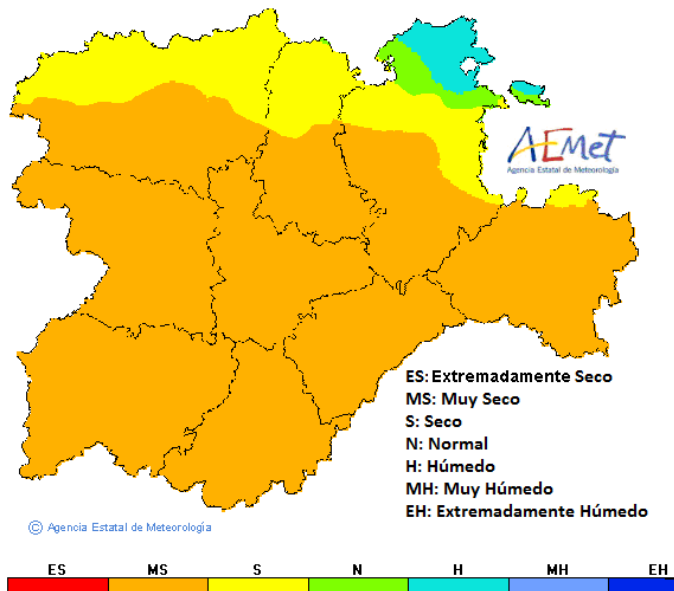 AEMet
Agencia Estatal de Meteorología
ES: Extremadamente Seco
MS: Muy Seco
S: Seco
N: Normal
H: Húmedo
MH: Muy Húmedo
EH: Extremadamente Húmedo
© Agencia Estatal de Meteorología
ES MS S N H MH EH